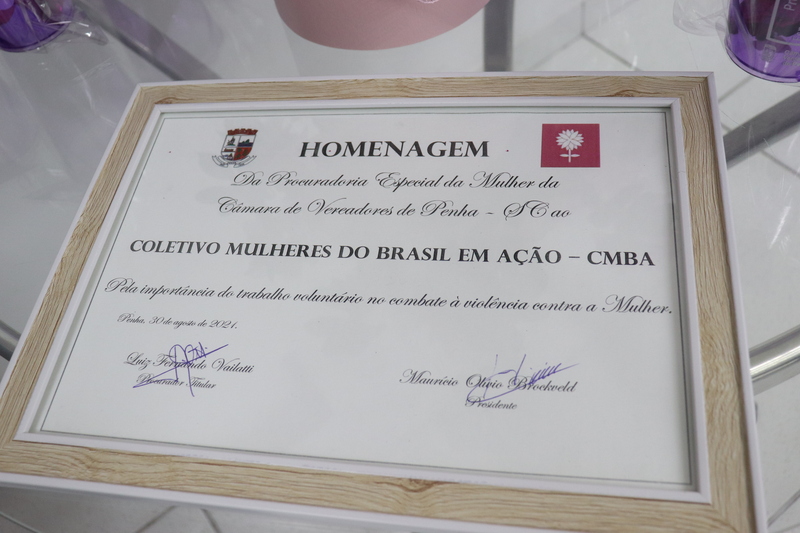 HOMENAGEM
Da Procuradoria Especial da Mulher da
Câmara de Vereadores de Penha - SC ao
COLETIVO MULHERES DO BRASIL EM AÇÃO – CMBA
Pela importância do trabalho voluntário no combate à violência contra a Mulher.
Penha, 30 de agosto de 2021.
Luiz Fernando Vailatti
Procurador Titular
Maurício Olívio Brockveld
Presidente